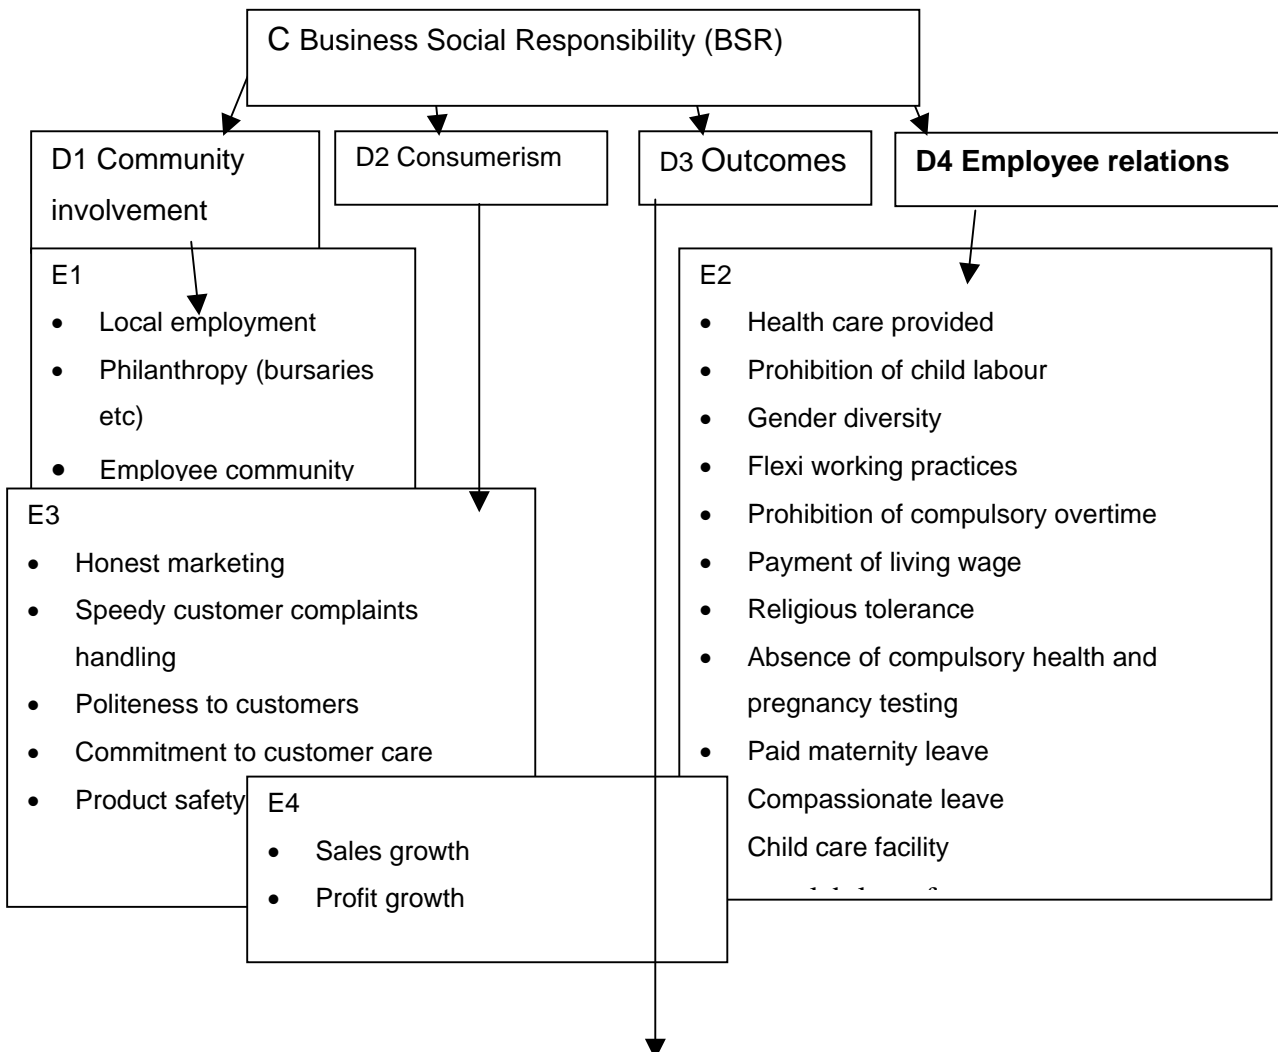 C Business Social Responsibility (BSR)
D1 Community
involvement
D2 Consumerism
D3 Outcomes
D4 Employee relations
E1
• Local employment
• Philanthropy (bursaries
etc)
• Employee community
E2
• Health care provided
• Prohibition of child labour
• Gender diversity
• Flexi working practices
• Prohibition of compulsory overtime
• Payment of living wage
• Religious tolerance
• Absence of compulsory health and
pregnancy testing
• Paid maternity leave
Compassionate leave
Child care facility
E3
• Honest marketing
• Speedy customer complaints
handling
• Politeness to customers
• Commitment to customer care
• Product safety
E4
• Sales growth
• Profit growth